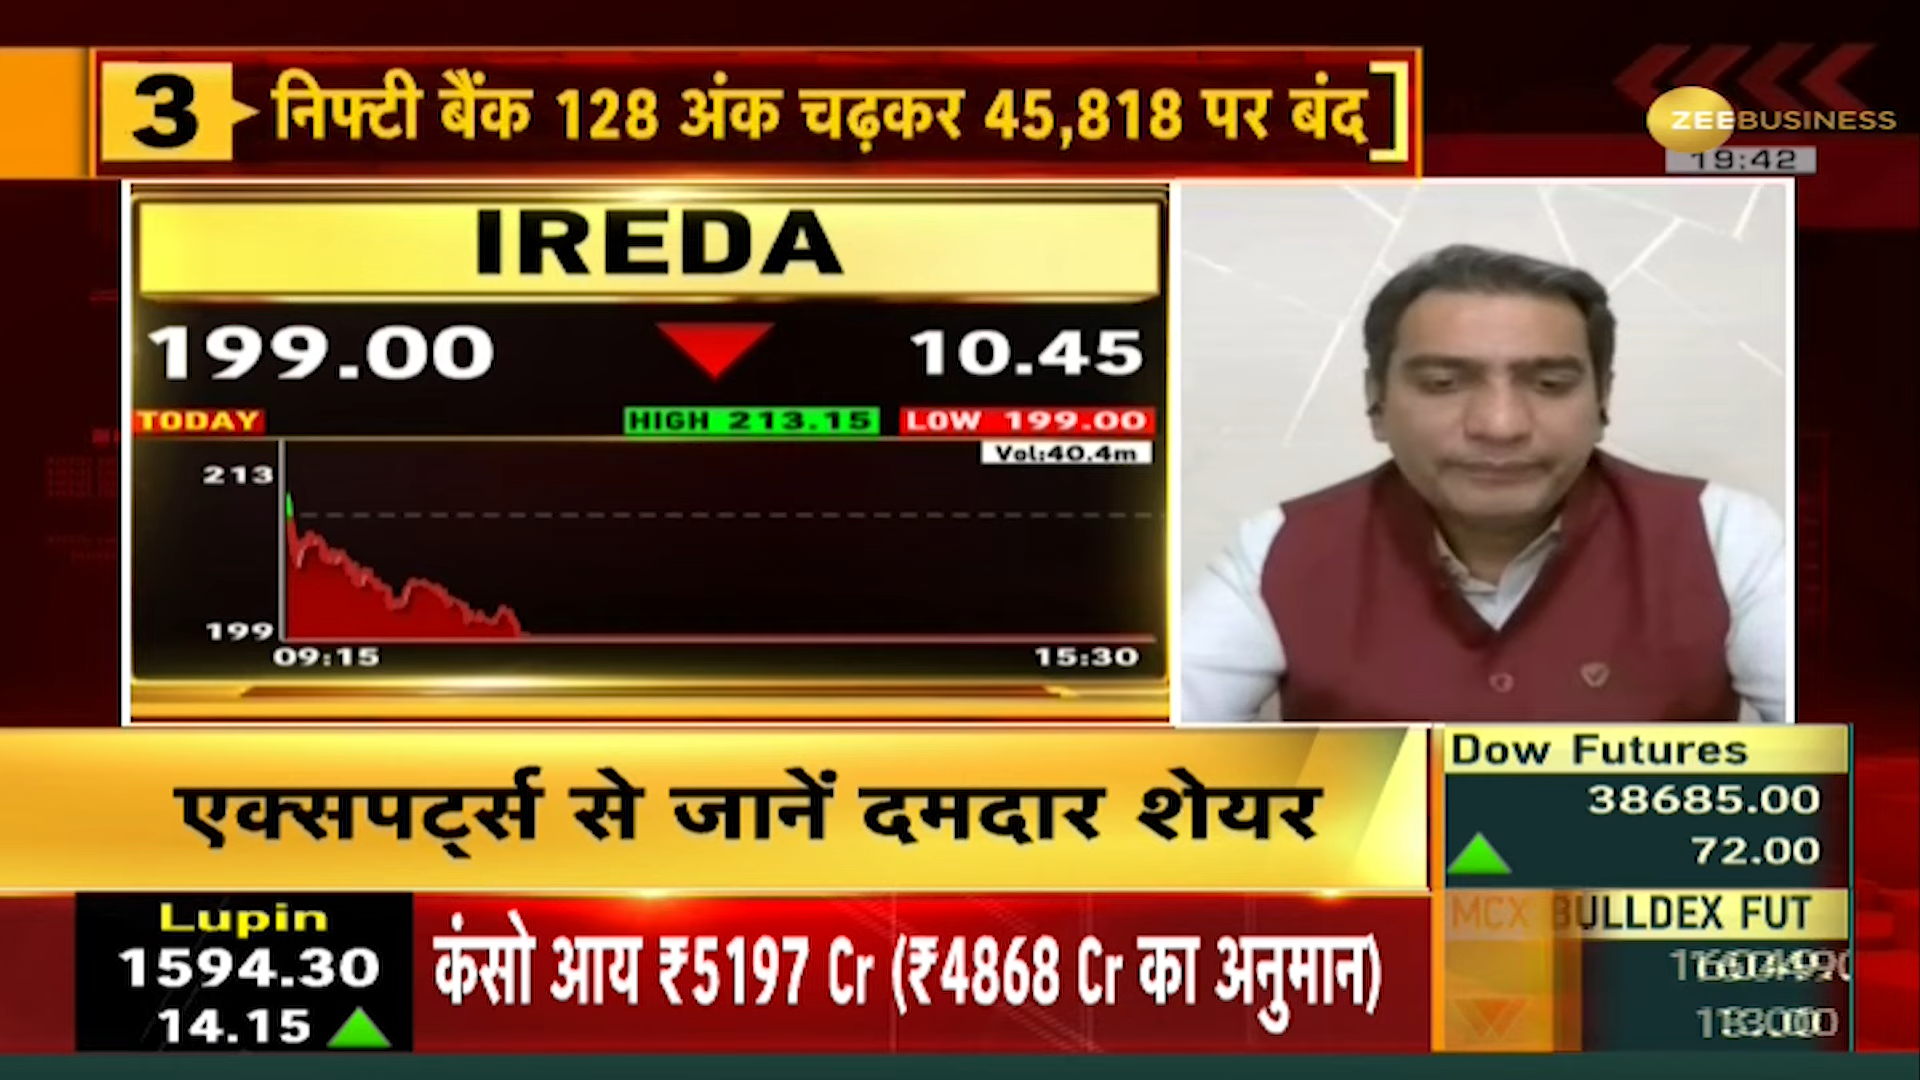 3 निफ्टी बैंक 128 अंक चढ़कर 45,818 पर बंद
ZEEBUSINESS
19:42
IREDA
199.00 10.45
TODAY HIGH 213.15 LOW 199.00
Vol:40.4m
213
199
09:15 15:30
एक्सपर्ट्स से जानें दमदार शेयर
Dow Futures
38685.00
72.00
Lupin
1594.30
14.15
कंसो आय ₹5197 Cr (₹4868 Cr का अनुमान)
MCX BULLDEX FUT